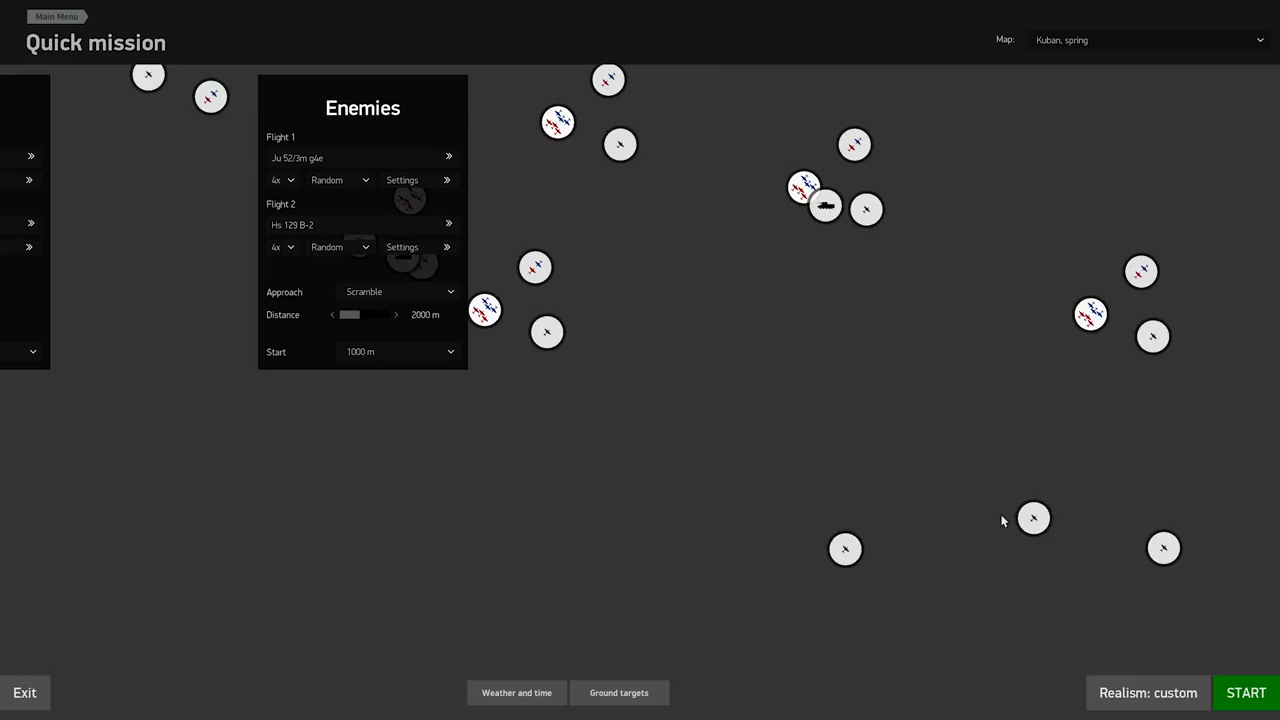 Main Menu
Quick mission
Map: Kuban, spring
Enemies
Flight 1
Ju 52/3m g4e
4x Random Settings
Flight 2
Hs 129 B-2
4x Random Settings
Approach Scramble
Distance 2000 m
Start 1000 m
Exit
Weather and time
Ground targets
Realism: custom
START